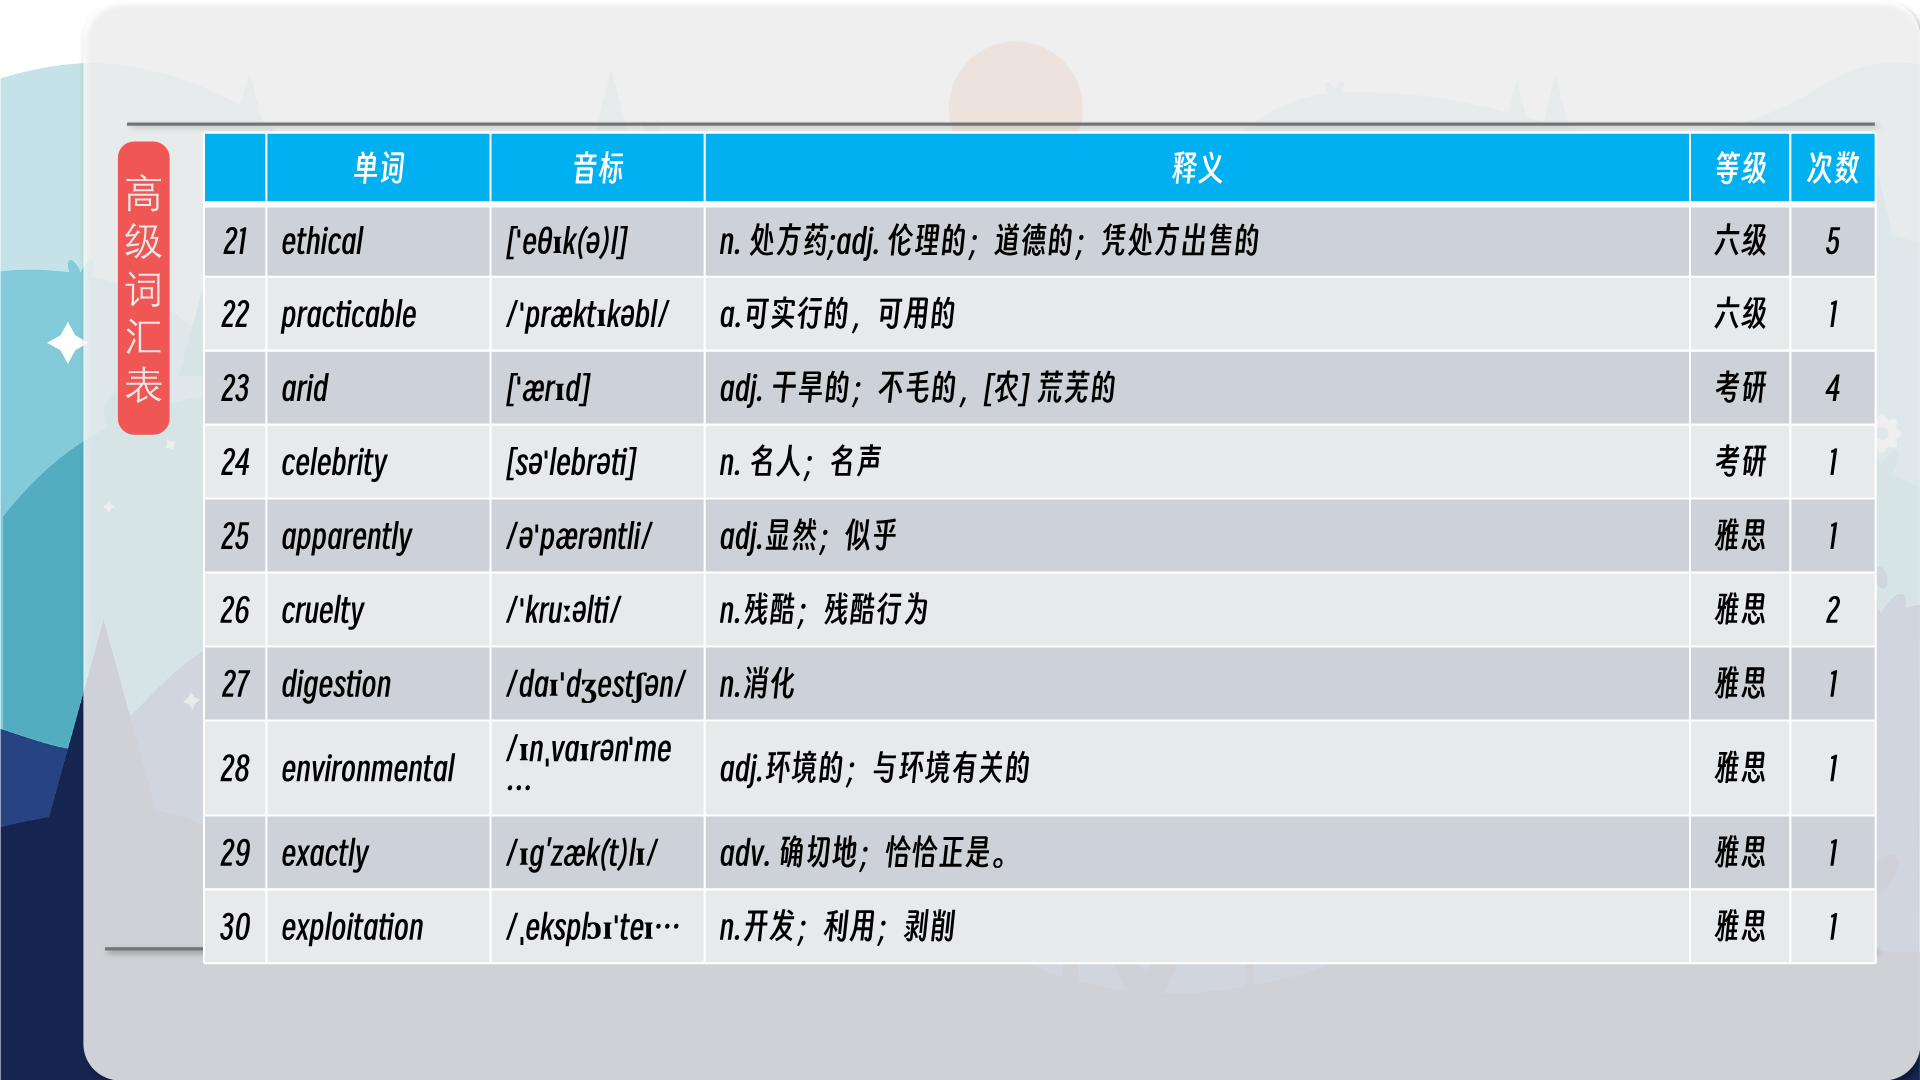 高级词汇表
单词 音标 释义 等级 次数
21 ethical ['eθɪk(ə)l] n. 处方药;adj. 伦理的；道德的；凭处方出售的 六级 5
22 practicable /'præktɪkəbl/ a.可实行的，可用的 六级 1
23 arid ['ærɪd] adj. 干旱的；不毛的，[农] 荒芜的 考研 4
24 celebrity [sə'lebrəti] n. 名人；名声 考研 1
25 apparently /ə'pærəntli/ adj.显然；似乎 雅思 1
26 cruelty /'kruːəlti/ n.残酷；残酷行为 雅思 2
27 digestion /daɪ'dʒestʃən/ n.消化 雅思 1
28 environmental /ɪnˌvaɪrən'me
… adj.环境的；与环境有关的 雅思 1
29 exactly /ɪɡ'zæk(t)lɪ/ adv. 确切地；恰恰正是。 雅思 1
30 exploitation /ˌeksplɔɪ'teɪ… n.开发；利用；剥削 雅思 1